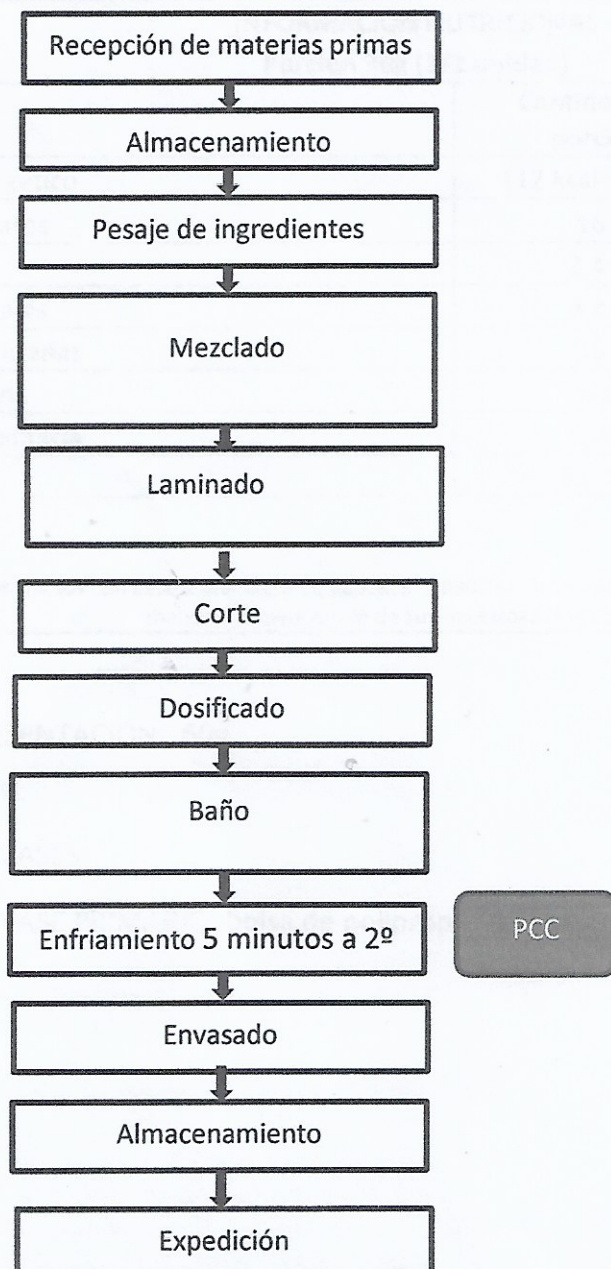 Recepción de materias primas
Almacenamiento
Pesaje de ingredientes
Mezclado
Laminado
Corte
Dosificado
Baño
Enfriamiento 5 minutos a 2º
PCC
Envasado
Almacenamiento
Expedición